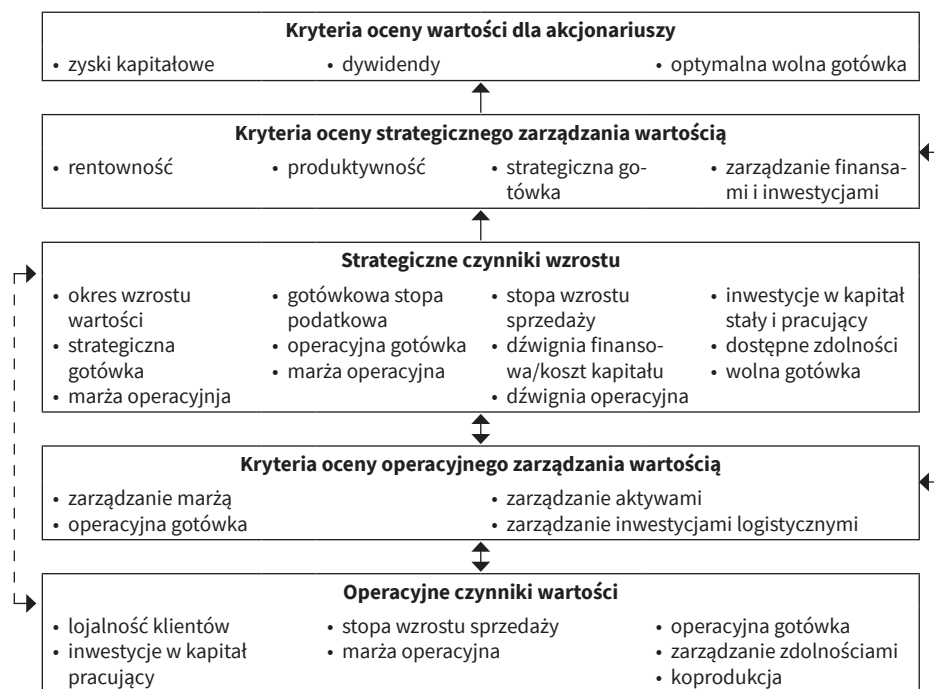 Kryteria oceny wartości dla akcjonariuszy
• zyski kapitałowe • dywidendy • optymalna wolna gotówka
Kryteria oceny strategicznego zarządzania wartością
• rentowność • produktywność • strategiczna go-
tówka
• zarządzanie finansa-
mi i inwestycjami
Strategiczne czynniki wzrostu
• okres wzrostu
wartości
• strategiczna
gotówka
• marża operacyjnja
• gotówkowa stopa
podatkowa
• operacyjna gotówka
• marża operacyjna
• stopa wzrostu
sprzedaży
• dźwignia finanso-
wa/koszt kapitału
• dźwignia operacyjna
• inwestycje w kapitał
stały i pracujący
• dostępne zdolności
• wolna gotówka
Kryteria oceny operacyjnego zarządzania wartością
• zarządzanie marżą
• operacyjna gotówka
• zarządzanie aktywami
• zarządzanie inwestycjami logistycznymi
Operacyjne czynniki wartości
• lojalność klientów
• inwestycje w kapitał
pracujący
• stopa wzrostu sprzedaży
• marża operacyjna
• operacyjna gotówka
• zarządzanie zdolnościami
• koprodukcja